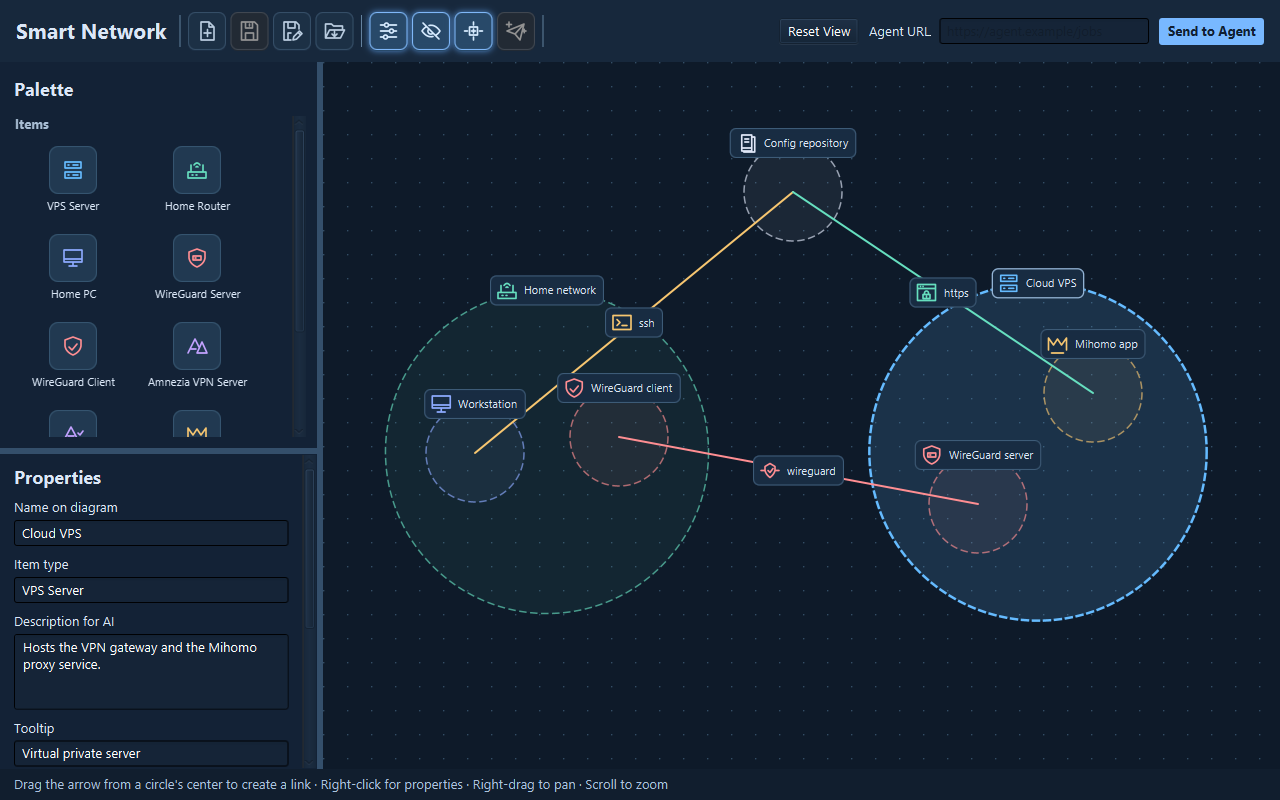 Smart Network
Reset View
Agent URL
Send to Agent
Palette
Items
VPS Server
Home Router
Home PC
WireGuard Server
WireGuard Client
Amnezia VPN Server
Properties
Name on diagram
Cloud VPS
Item type
VPS Server
Description for AI
Hosts the VPN gateway and the Mihomo
proxy service.
Tooltip
Virtual private server
Config repository
Home network
ssh
https
Cloud VPS
Mihomo app
Workstation
WireGuard client
wireguard
WireGuard server
Drag the arrow from a circle's center to create a link · Right-click for properties · Right-drag to pan · Scroll to zoom